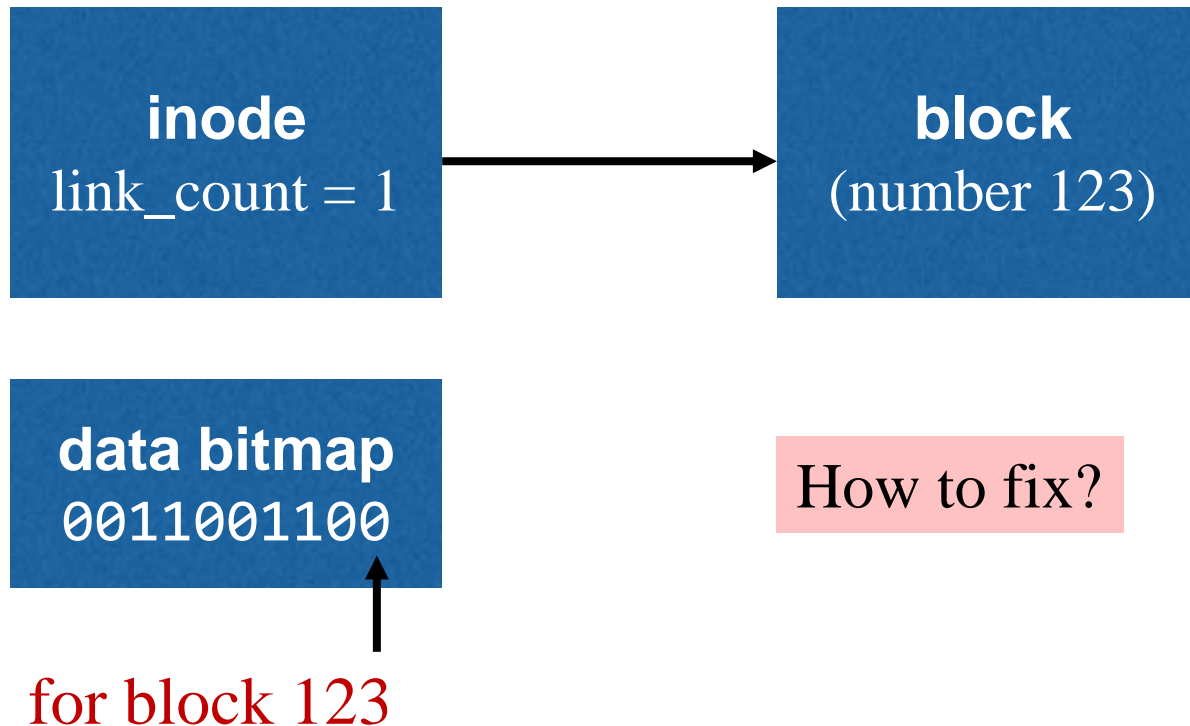 inode
link_count = 1
block
(number 123)
data bitmap
0011001100
How to fix?
for block 123